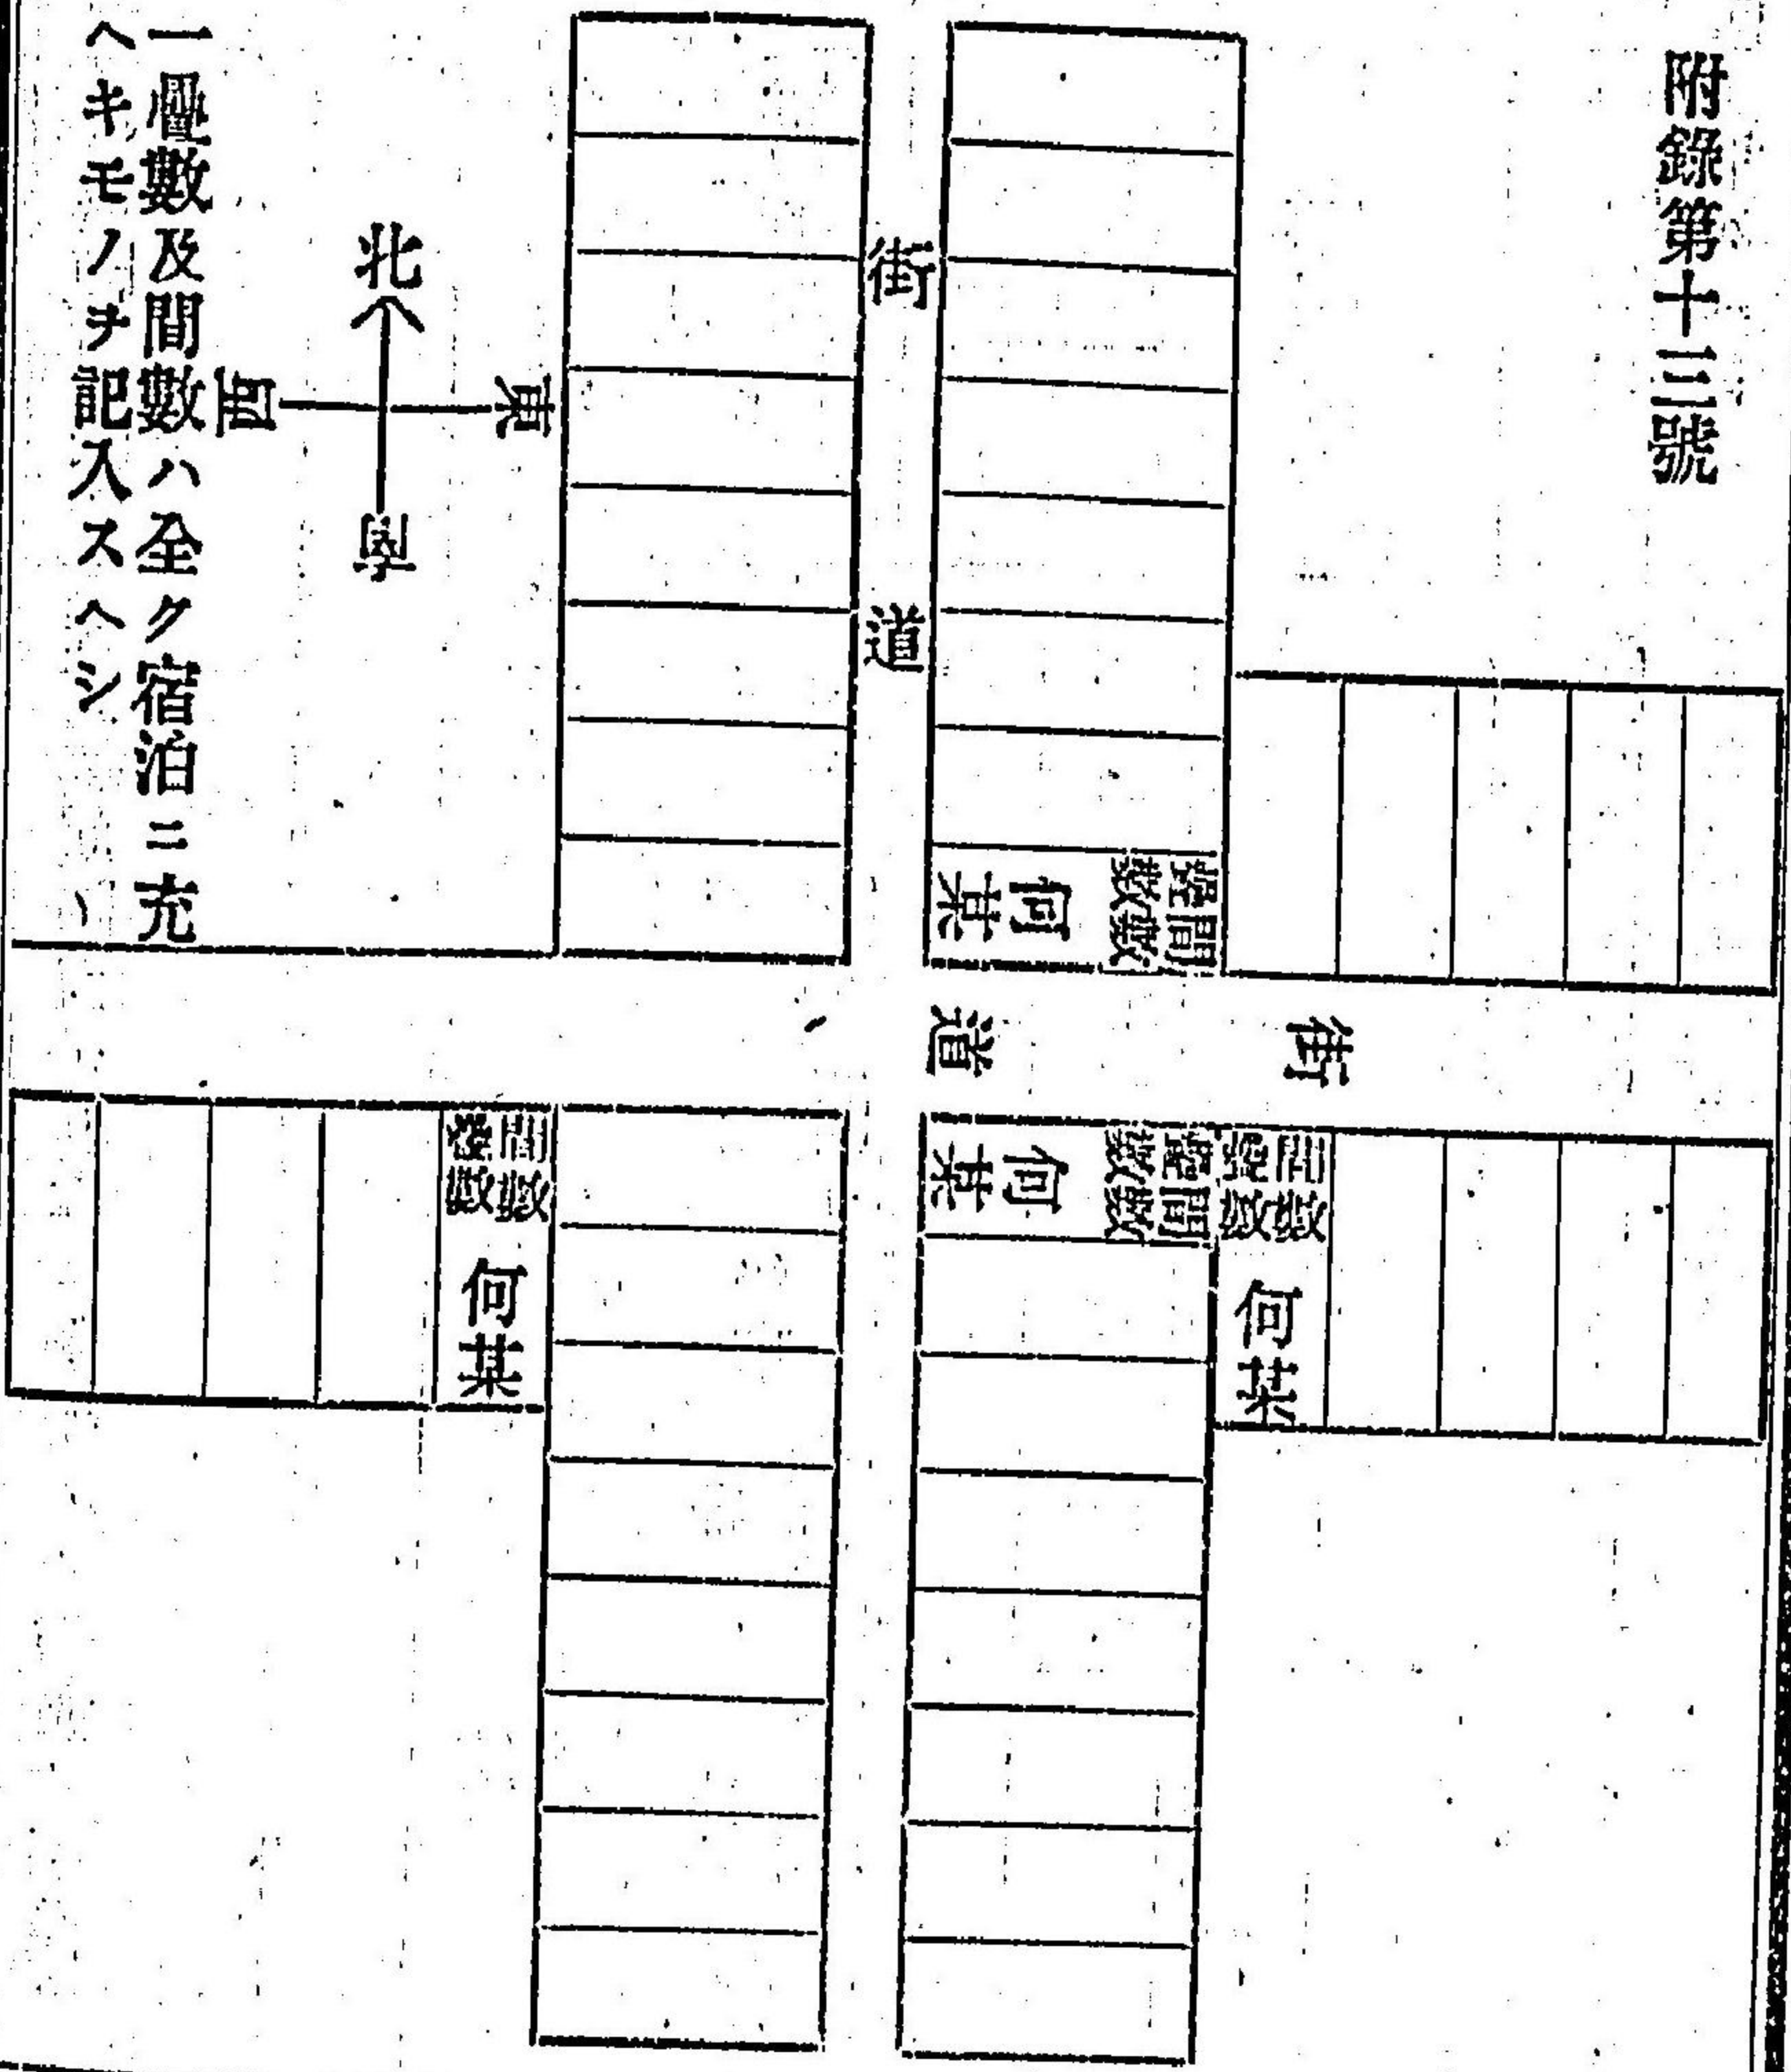 附錄第十三號
街道
街道
間數
疊數
何某
間數
疊數
何某
間數
疊數
何某
間數
疊數
何某
東
西
南
北
一疊數及間數ハ全ク宿泊ニ充
ヘキモノヲ記入スヘシ